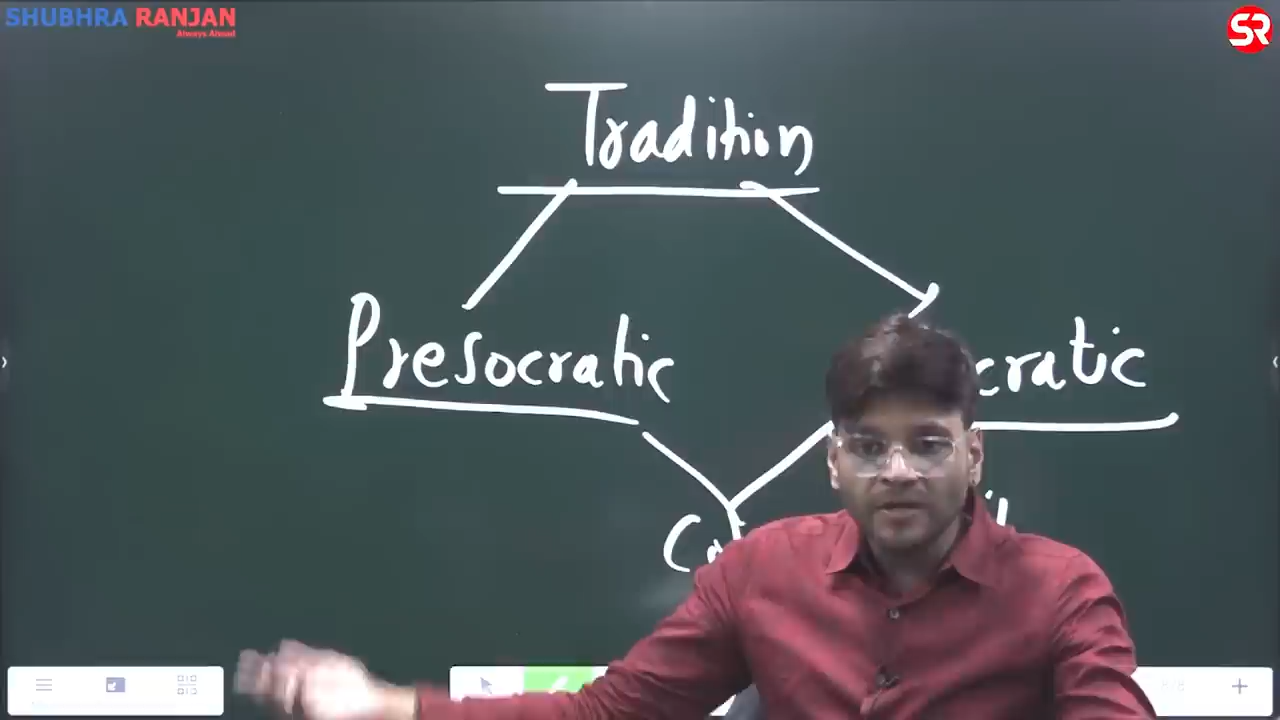 SHUBHRA RANJAN
Always Ahead
SR
Tradition
Presocratic
cratic